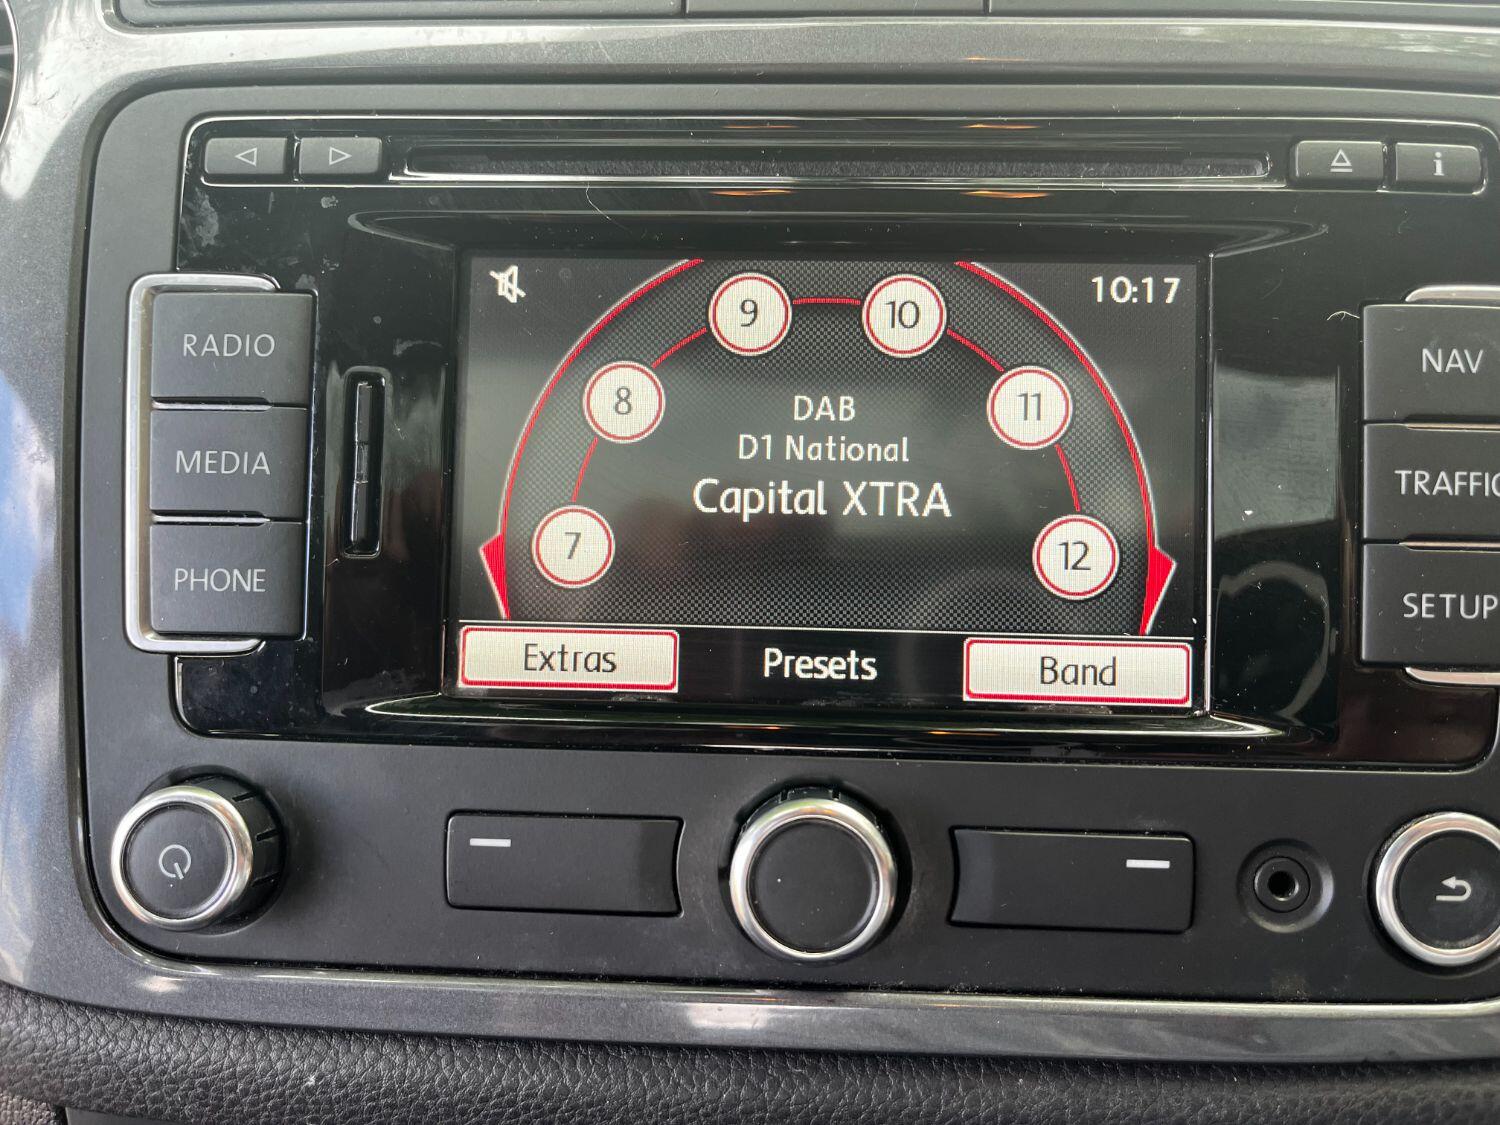 i
RADIO
MEDIA
PHONE
10:17
7
8
9
10
11
12
DAB
D1 National
Capital XTRA
Extras
Presets
Band
NAV
TRAFFIC
SETUP